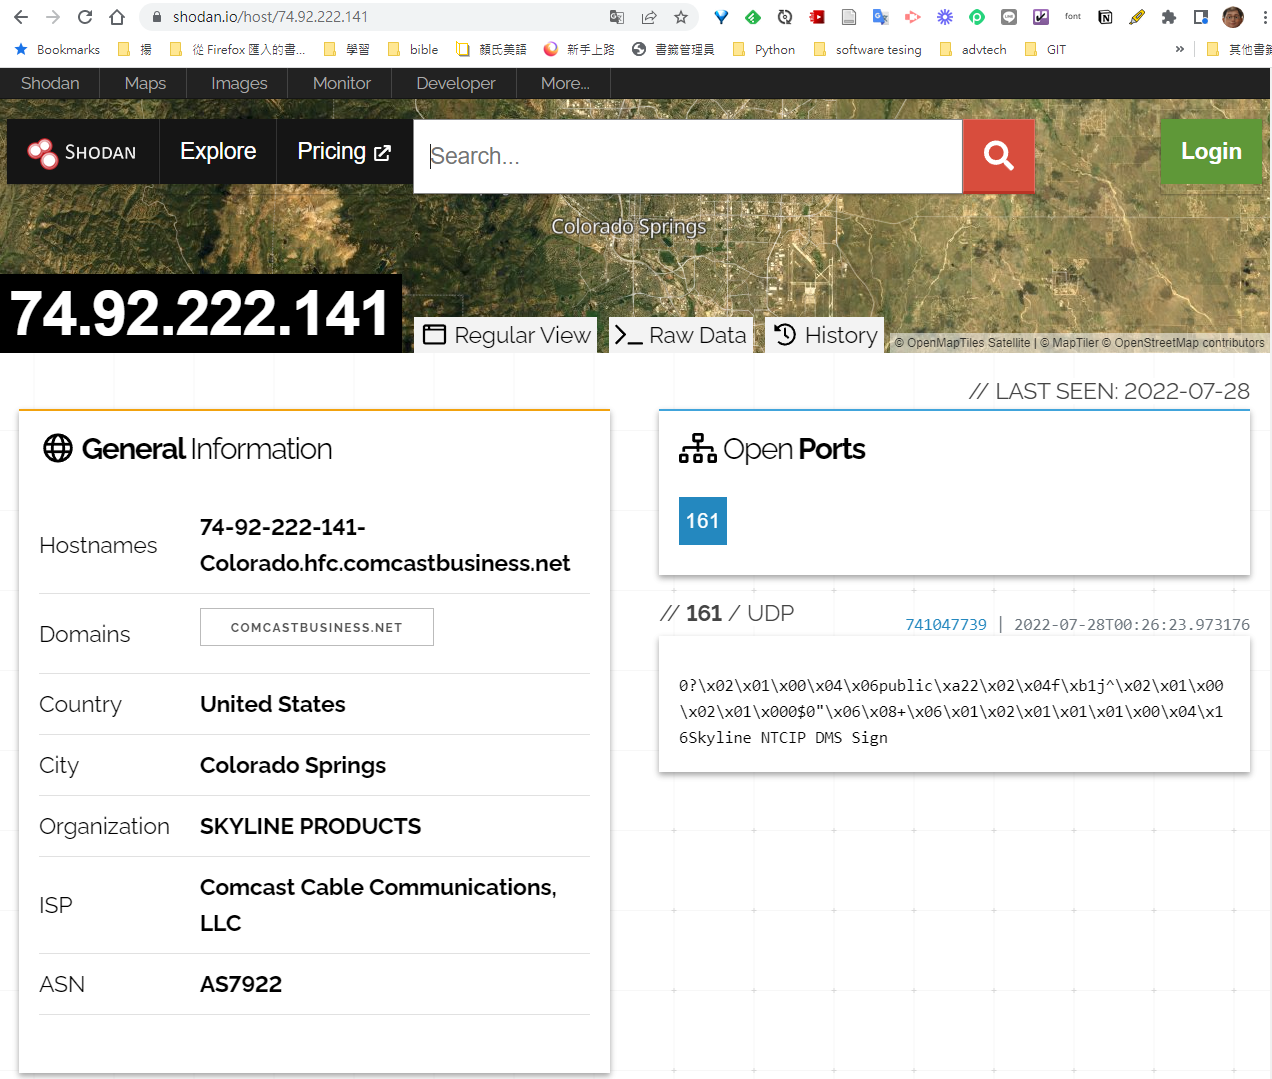 shodan.io/host/74.92.222.141
font
Bookmarks 揚 從 Firefox 匯入的書... 學習 bible 顏氏美語 新手上路 書籤管理員 Python software tesing advtech GIT » 其他書籤
Shodan Maps Images Monitor Developer More...
SHODAN Explore Pricing Search... Login
Colorado Springs
74.92.222.141
Regular View Raw Data History
© OpenMapTiles Satellite | © MapTiler © OpenStreetMap contributors
// LAST SEEN: 2022-07-28
General Information
Hostnames
74-92-222-141-
Colorado.hfc.comcastbusiness.net
Domains
COMCASTBUSINESS.NET
Country
United States
City
Colorado Springs
Organization
SKYLINE PRODUCTS
ISP
Comcast Cable Communications,
LLC
ASN
AS7922
Open Ports
161
// 161 / UDP
741047739 | 2022-07-28T00:26:23.973176
0?\x02\x01\x00\x04\x06public\xa22\x02\x04f\xb1j^\x02\x01\x00
\x02\x01\x000$0"\x06\x08+\x06\x01\x02\x01\x01\x01\x00\x04\x1
6Skyline NTCIP DMS Sign